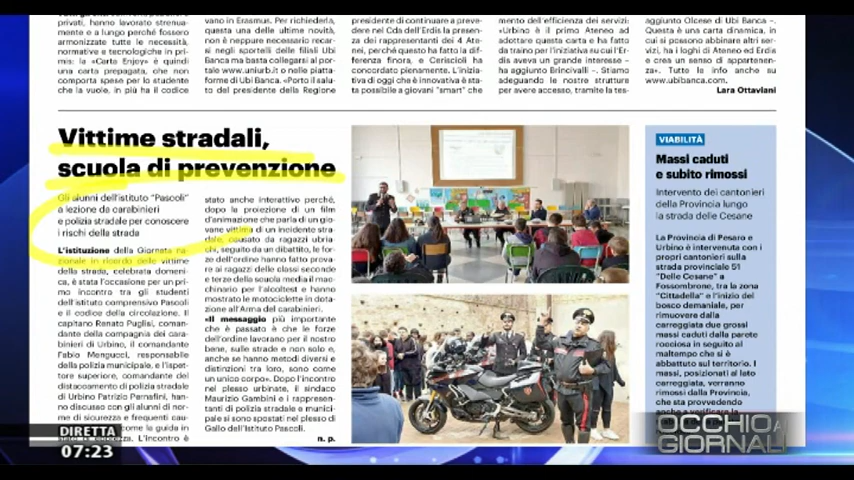 privati, hanno lavorato strenuamente e a lungo perché fossero
armonizzate tutte le necessità,
normative e tecnologiche in primis: la «Carta Enjoy» è quindi
una carta prepagata, che non
comporta spese per lo studente
che la vuole, in più ha il codice
vano in Erasmus. Per richiederla,
questa una delle ultime novità,
non è neppure necessario recarsi negli sportelli delle filiali Ubi
Banca ma basta collegarsi al portale www.uniurb.it o nelle piattaforme di Ubi Banca. «Porto il saluto del presidente della Regione
presidente di continuare a prevedere nel Cda dell'Erdis la presenza dei rappresentanti dei 4 Atenei, perché questo ha fatto la differenza finora, e Ceriscioli ha
concordato pienamente. L'iniziativa di oggi che è innovativa è stata possibile a giovani "smart" che
mento dell'efficienza dei servizi:
«Urbino è il primo Ateneo ad
adottare questa carta e ha fatto
da traino per l'iniziativa su cui l'Erdis aveva un grande interesse –
ha aggiunto Brincivalli –. Stiamo
adeguando le nostre strutture
per avere accesso, tramite la tes-
aggiunto Olcese di Ubi Banca –.
Questa è una carta dinamica, in
cui si possono abbinare altri servizi, ha i loghi di Ateneo ed Erdis
e crea un senso di appartenenza». Tutte le info anche su
www.ubibanca.com.
Lara Ottaviani
Vittime stradali,
scuola di prevenzione
Gli alunni dell'istituto "Pascoli"
a lezione da carabinieri
e polizia stradale per conoscere
i rischi della strada
L'istituzione della Giornata nazionale in ricordo delle vittime
della strada, celebrata domenica, è stata l'occasione per un primo incontro tra gli studenti
dell'istituto comprensivo Pascoli
e il codice della circolazione. Il
capitano Renato Puglisi, comandante della compagnia dei carabinieri di Urbino, il comandante
Fabio Mengucci, responsabile
della polizia municipale, e l'ispettore superiore, comandante del
distaccamento di polizia stradale
di Urbino Patrizio Pernafini, hanno discusso con gli alunni di norme di sicurezza e frequenti cau-
come la guida in
stato di ebbrezza. L'incontro è
stato anche interattivo perché,
dopo la proiezione di un film
d'animazione che parla di un giovane vittima di un incidente stradale, causato da ragazzi ubriachi, seguito da un dibattito, le forze dell'ordine hanno fatto provare ai ragazzi delle classi seconde
e terze della scuola media il macchinario per l'alcoltest e hanno
mostrato le motociclette in dotazione all'Arma dei carabinieri.
«Il messaggio più importante
che è passato è che le forze
dell'ordine lavorano per il nostro
bene, sulle strade e non solo e,
anche se hanno metodi diversi e
distinzioni tra loro, sono come
un unico corpo». Dopo l'incontro
nel plesso urbinate, il sindaco
Maurizio Gambini e i rappresentanti di polizia stradale e municipale si sono spostati nel plesso di
Gallo dell'Istituto Pascoli.
n. p.
VIABILITÀ
Massi caduti
e subito rimossi
Intervento dei cantonieri
della Provincia lungo
la strada delle Cesane
La Provincia di Pesaro e
Urbino è intervenuta con i
propri cantonieri sulla
strada provinciale 51
"Delle Cesane" a
Fossombrone, tra la zona
"Cittadella" e l'inizio del
bosco demaniale, per
rimuovere dalla
carreggiata due grossi
massi caduti dalla parete
rocciosa in seguito al
maltempo che si è
abbattuto sul territorio. I
massi, posizionati al lato
carreggiata, verranno
rimossi dalla Provincia,
che sta provvedendo
anche a verificare la
DIRETTA
07:23
OCCHIO AI
GIORNALI